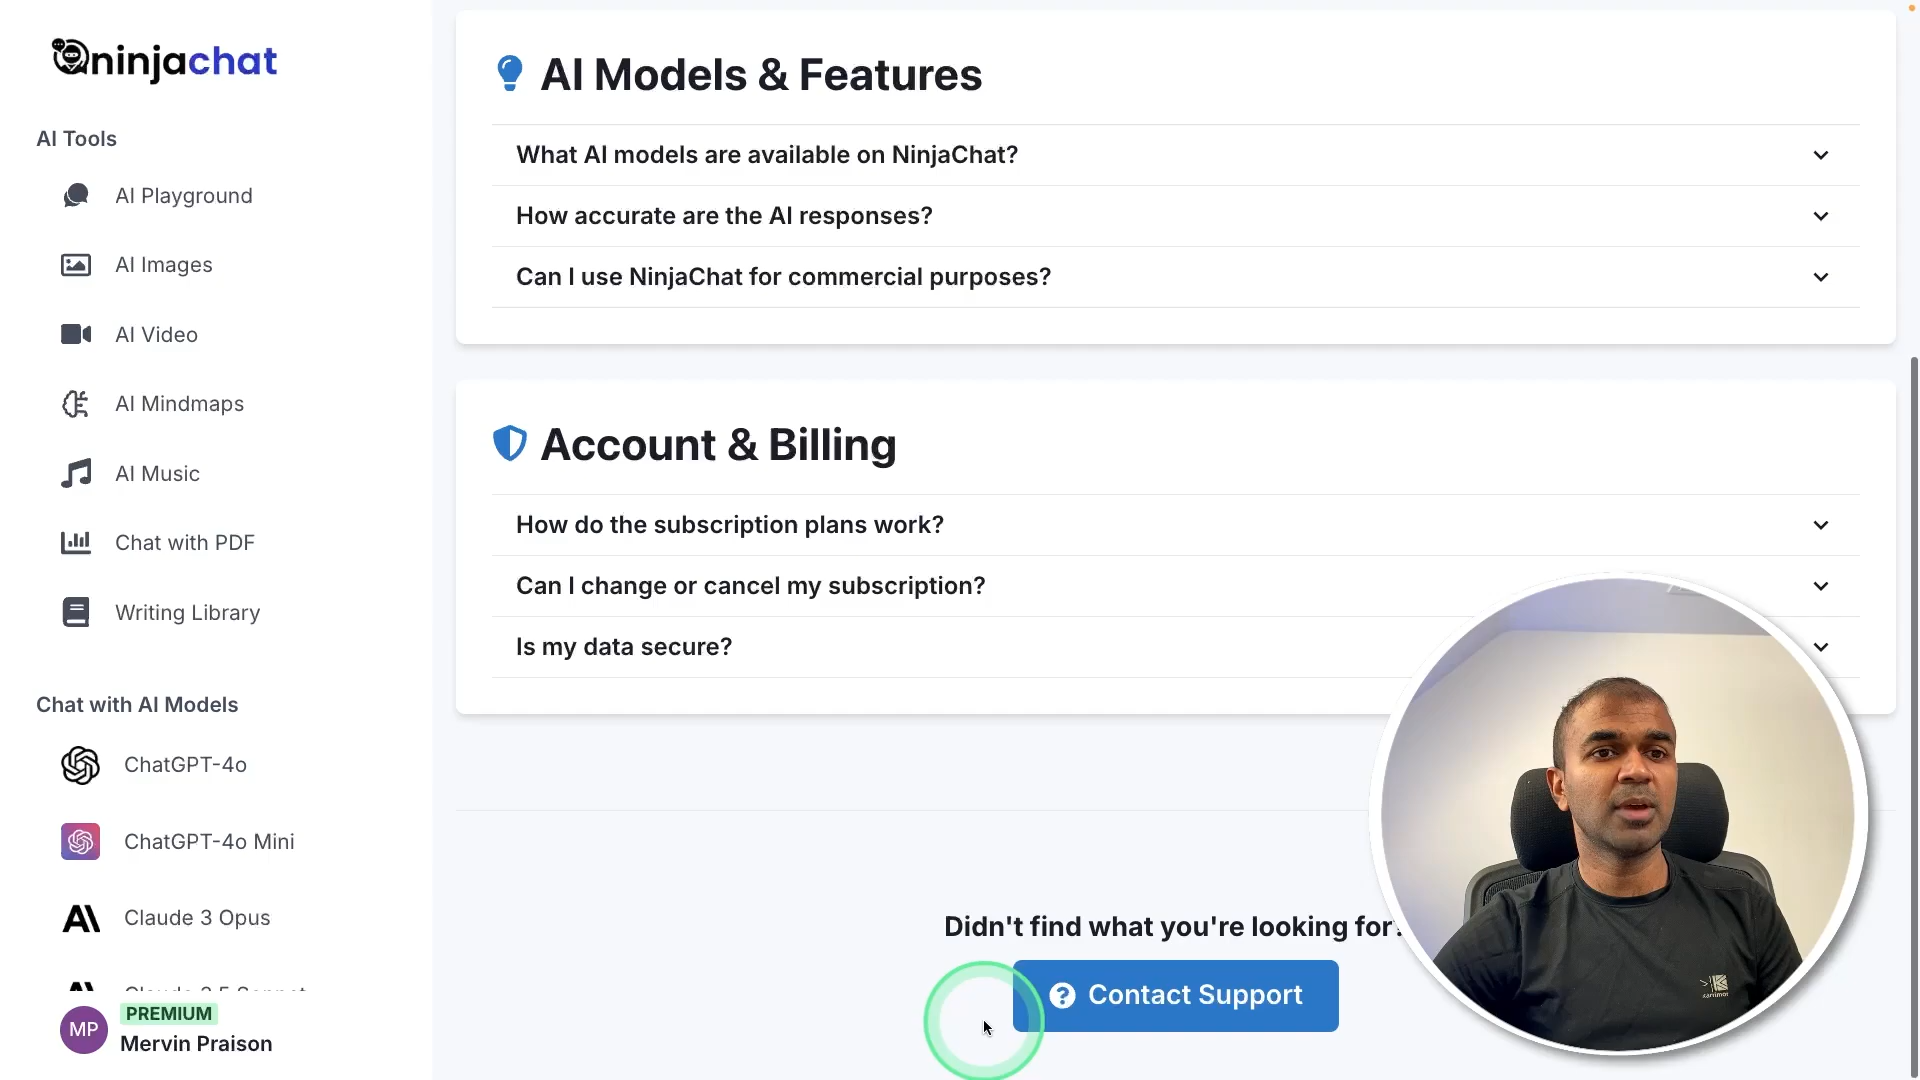 ninjachat
AI Tools
AI Playground
AI Images
AI Video
AI Mindmaps
AI Music
Chat with PDF
Writing Library
Chat with AI Models
ChatGPT-4o
ChatGPT-4o Mini
Claude 3 Opus
PREMIUM
MP
Mervin Praison
AI Models & Features
What AI models are available on NinjaChat?
How accurate are the AI responses?
Can I use NinjaChat for commercial purposes?
Account & Billing
How do the subscription plans work?
Can I change or cancel my subscription?
Is my data secure?
Didn't find what you're looking for?
Contact Support
karrimor